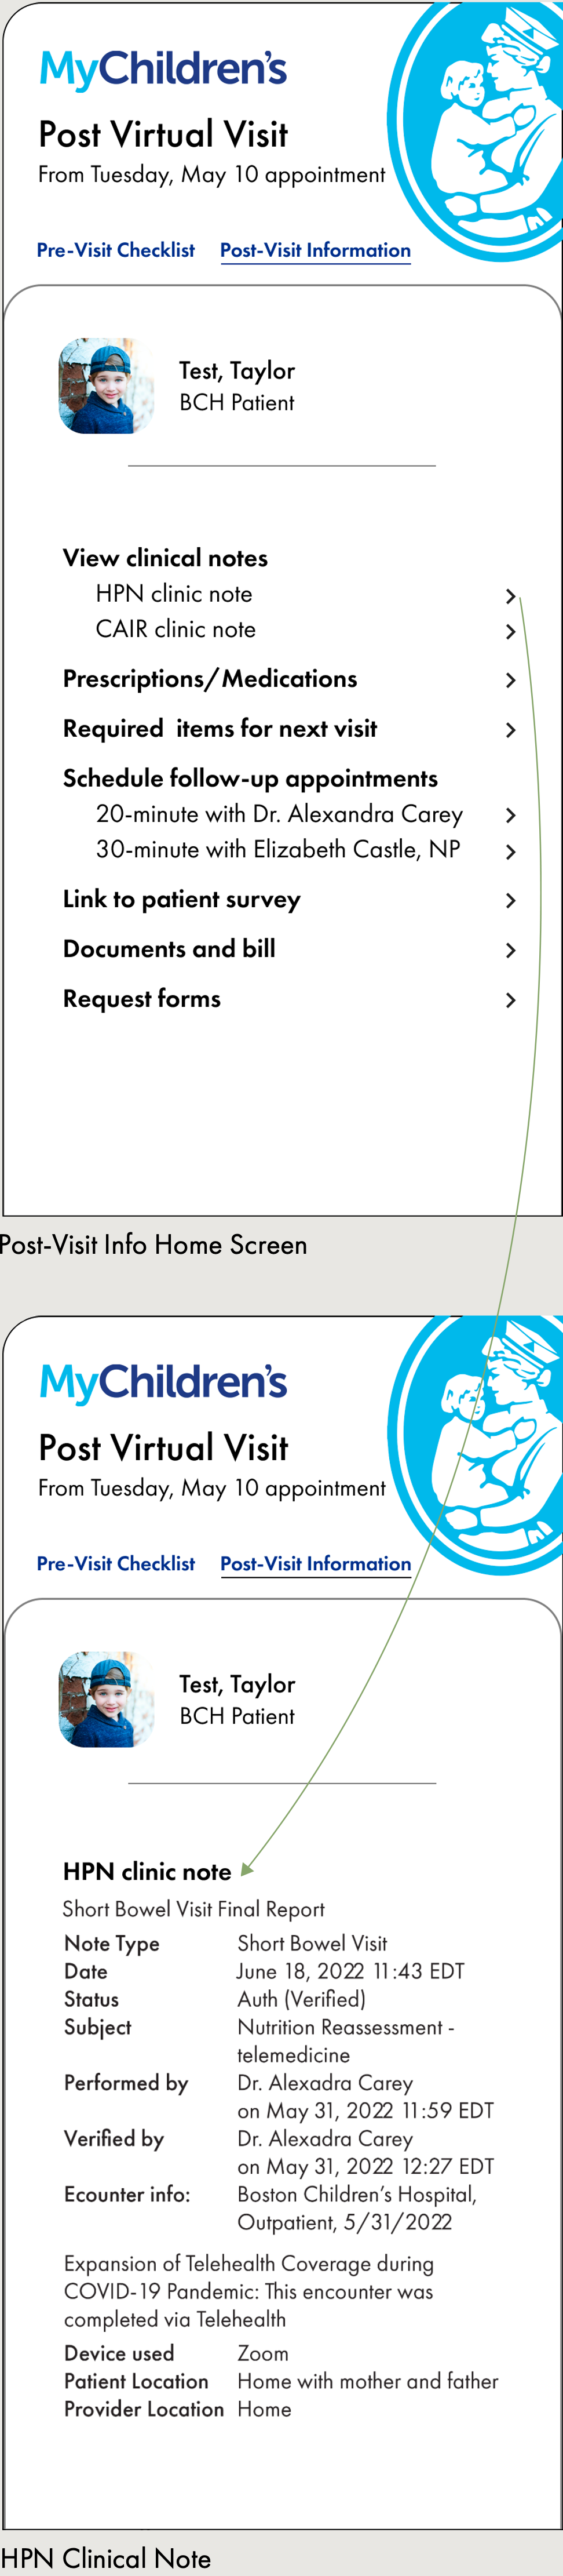 MyChildren's
Post Virtual Visit
From Tuesday, May 10 appointment
Pre-Visit Checklist Post-Visit Information
Test, Taylor
BCH Patient
View clinical notes
HPN clinic note
CAIR clinic note
Prescriptions/Medications
Required items for next visit
Schedule follow-up appointments
20-minute with Dr. Alexandra Carey
30-minute with Elizabeth Castle, NP
Link to patient survey
Documents and bill
Request forms
Post-Visit Info Home Screen
MyChildren's
Post Virtual Visit
From Tuesday, May 10 appointment
Pre-Visit Checklist Post-Visit Information
Test, Taylor
BCH Patient
HPN clinic note
Short Bowel Visit Final Report
Note Type Short Bowel Visit
Date June 18, 2022 11:43 EDT
Status Auth (Verified)
Subject Nutrition Reassessment -
telemedicine
Performed by Dr. Alexadra Carey
on May 31, 2022 11:59 EDT
Verified by Dr. Alexadra Carey
on May 31, 2022 12:27 EDT
Ecounter info: Boston Children's Hospital,
Outpatient, 5/31/2022
Expansion of Telehealth Coverage during
COVID-19 Pandemic: This encounter was
completed via Telehealth
Device used Zoom
Patient Location Home with mother and father
Provider Location Home
HPN Clinical Note